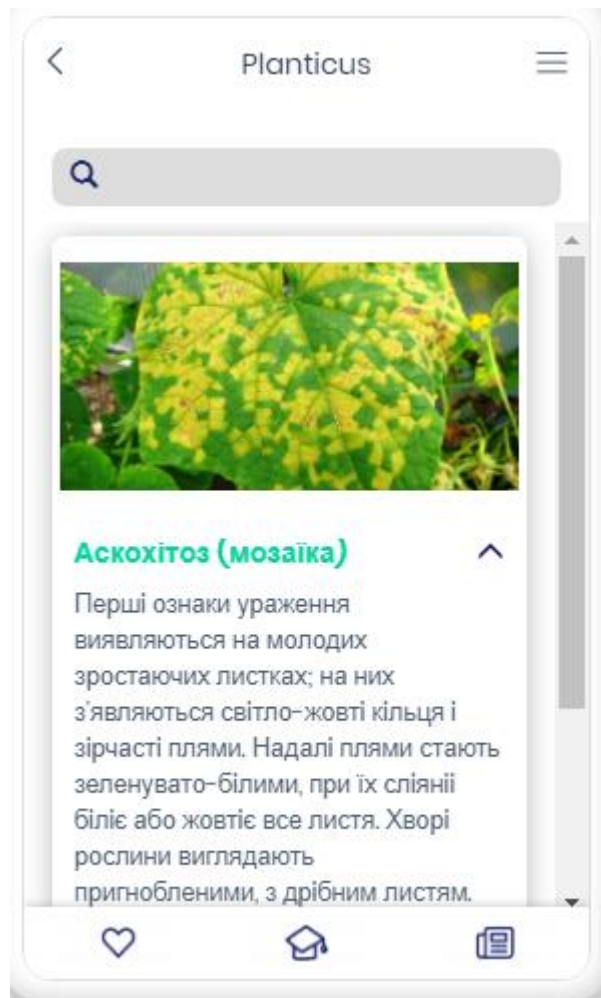 Planticus
Аскохітоз (мозаїка)
Перші ознаки ураження
виявляються на молодих
зростаючих листках; на них
з'являються світло-жовті кільця і
зірчасті плями. Надалі плями стають
зеленувато-білими, при їх сліяніі
біліє або жовтіє все листя. Хворі
рослини виглядають
пригнобленими, з дрібним листям.